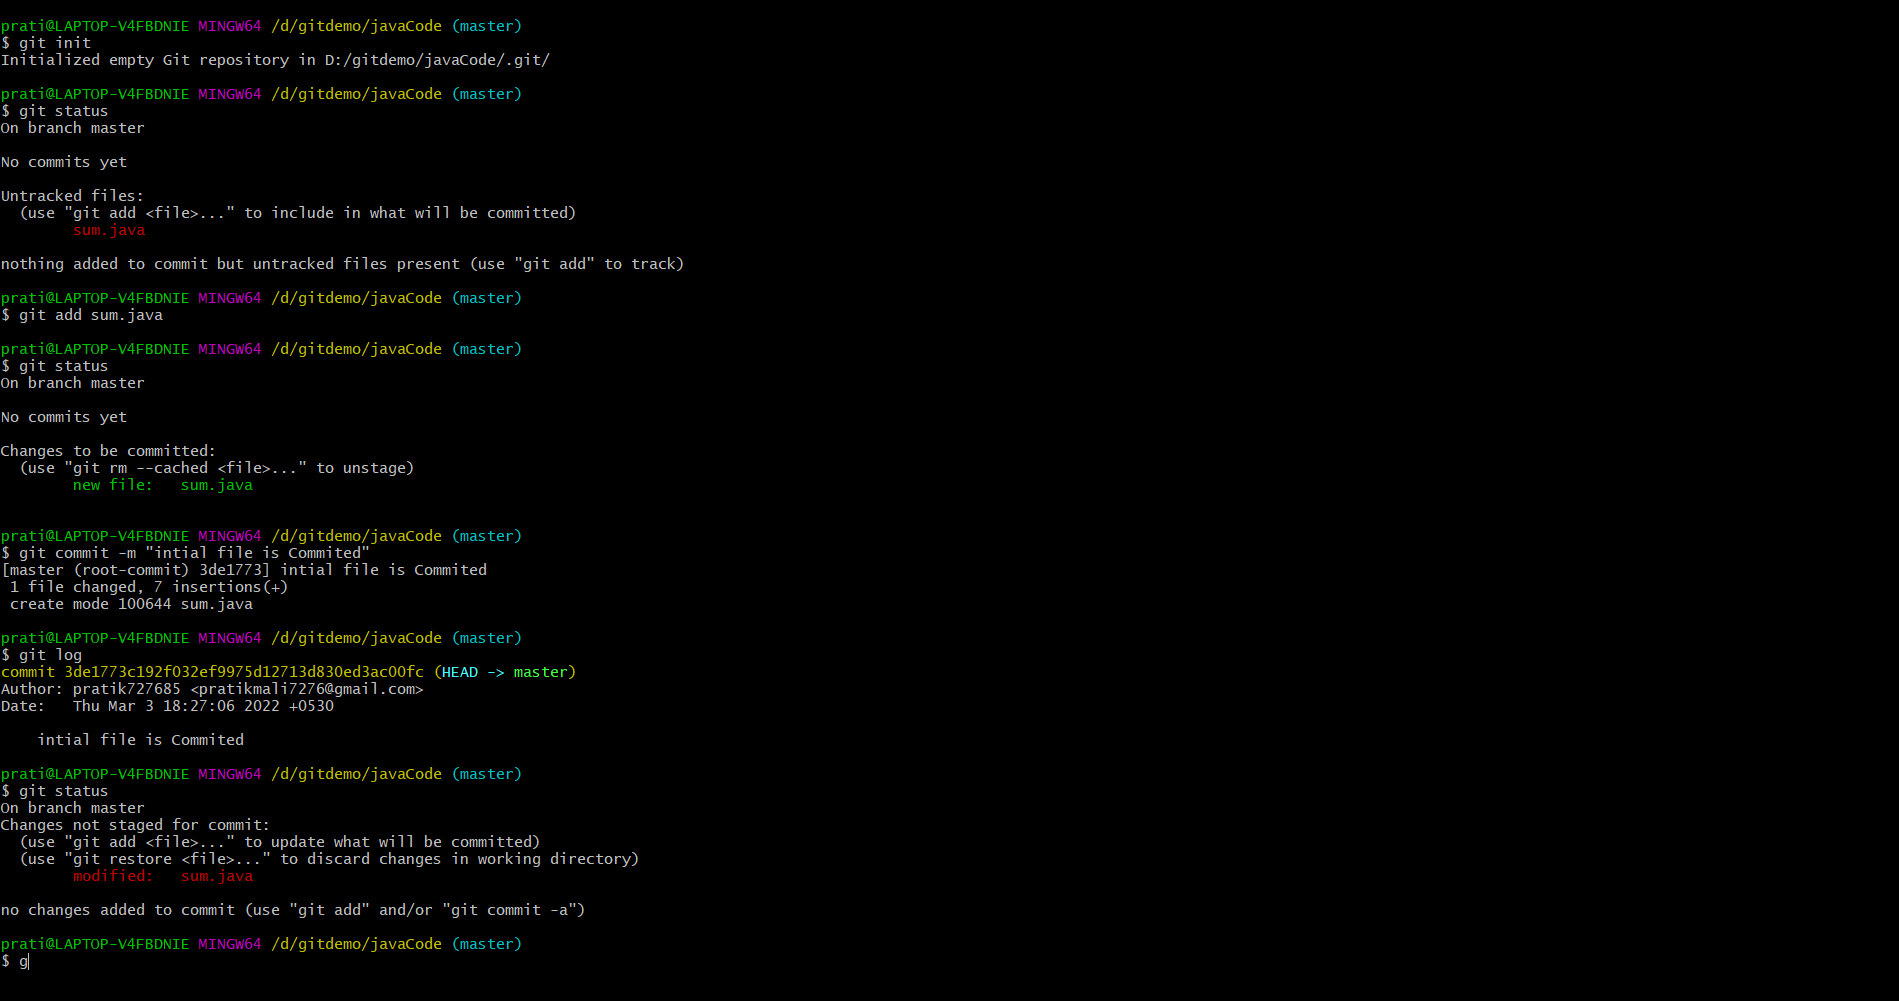 prati@LAPTOP-V4FBDNIE MINGW64 /d/gitdemo/javaCode (master)
$ git init
Initialized empty Git repository in D:/gitdemo/javaCode/.git/
prati@LAPTOP-V4FBDNIE MINGW64 /d/gitdemo/javaCode (master)
$ git status
On branch master
No commits yet
Untracked files:
  (use "git add <file>..." to include in what will be committed)
        sum.java
nothing added to commit but untracked files present (use "git add" to track)
prati@LAPTOP-V4FBDNIE MINGW64 /d/gitdemo/javaCode (master)
$ git add sum.java
prati@LAPTOP-V4FBDNIE MINGW64 /d/gitdemo/javaCode (master)
$ git status
On branch master
No commits yet
Changes to be committed:
  (use "git rm --cached <file>..." to unstage)
        new file:   sum.java
prati@LAPTOP-V4FBDNIE MINGW64 /d/gitdemo/javaCode (master)
$ git commit -m "intial file is Commited"
[master (root-commit) 3de1773] intial file is Commited
 1 file changed, 7 insertions(+)
 create mode 100644 sum.java
prati@LAPTOP-V4FBDNIE MINGW64 /d/gitdemo/javaCode (master)
$ git log
commit 3de1773c192f032ef9975d12713d830ed3ac00fc (HEAD -> master)
Author: pratik727685 <pratikmali7276@gmail.com>
Date:   Thu Mar 3 18:27:06 2022 +0530
    intial file is Commited
prati@LAPTOP-V4FBDNIE MINGW64 /d/gitdemo/javaCode (master)
$ git status
On branch master
Changes not staged for commit:
  (use "git add <file>..." to update what will be committed)
  (use "git restore <file>..." to discard changes in working directory)
        modified:   sum.java
no changes added to commit (use "git add" and/or "git commit -a")
prati@LAPTOP-V4FBDNIE MINGW64 /d/gitdemo/javaCode (master)
$ g